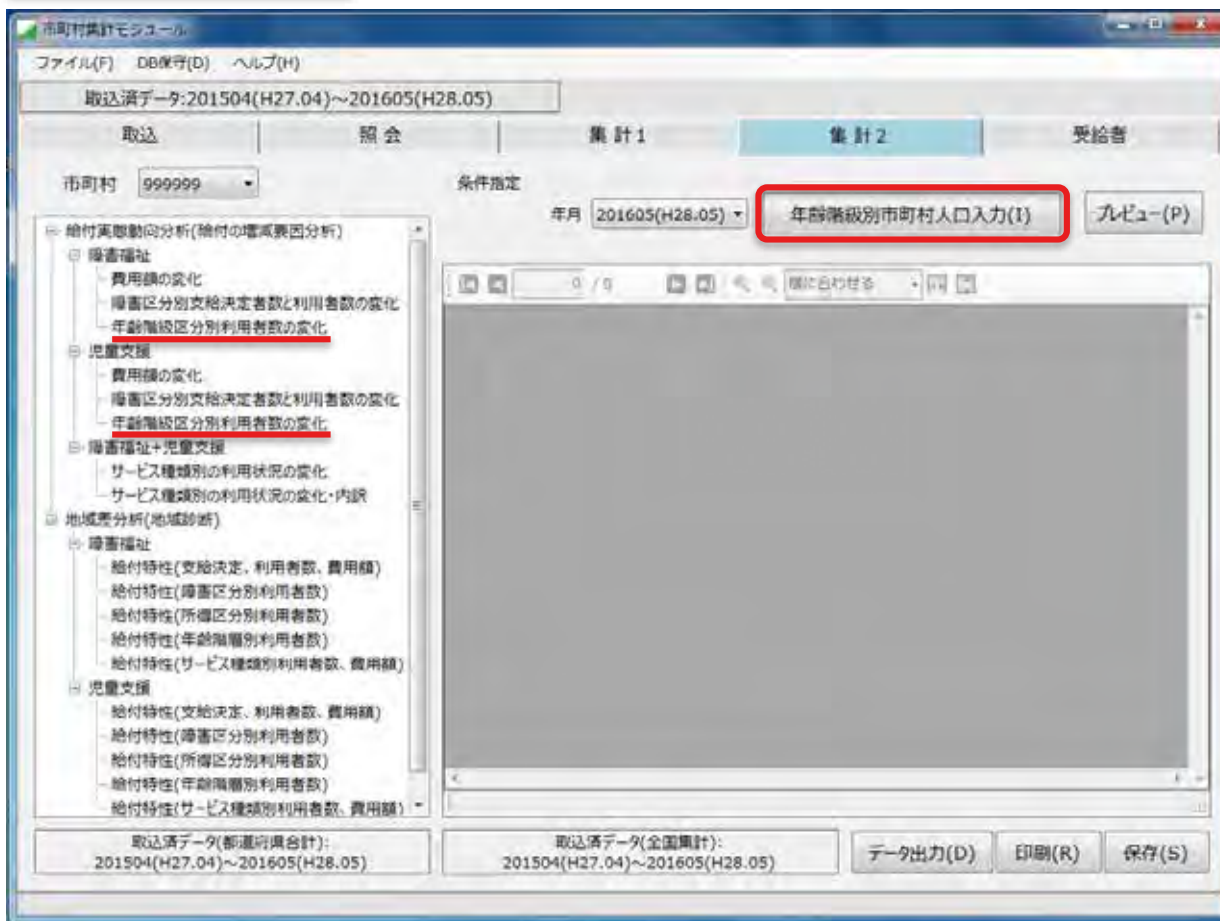 市町村集計モジュール
ファイル(F) DB保守(D) ヘルプ(H)
取込済データ:201504(H27.04)～201605(H28.05)
取込 照会 集計1 集計2 受給者
市町村 999999
条件指定
年月 201605(H28.05) 年齢階級別市町村人口入力(I) プレビュー(P)
0 / 0 幅に合わせる
給付実態動向分析(給付の増減要因分析)
障害福祉
費用額の変化
障害区分別支給決定者数と利用者数の変化
年齢階級区分別利用者数の変化
児童支援
費用額の変化
障害区分別支給決定者数と利用者数の変化
年齢階級区分別利用者数の変化
障害福祉+児童支援
サービス種類別の利用状況の変化
サービス種類別の利用状況の変化・内訳
地域差分析(地域診断)
障害福祉
給付特性(支給決定、利用者数、費用額)
給付特性(障害区分別利用者数)
給付特性(所得区分別利用者数)
給付特性(年齢階層別利用者数)
給付特性(サービス種類別利用者数、費用額)
児童支援
給付特性(支給決定、利用者数、費用額)
給付特性(障害区分別利用者数)
給付特性(所得区分別利用者数)
給付特性(年齢階層別利用者数)
給付特性(サービス種類別利用者数、費用額)
取込済データ(都道府県合計):
201504(H27.04)～201605(H28.05)
取込済データ(全国集計):
201504(H27.04)～201605(H28.05)
データ出力(D) 印刷(R) 保存(S)